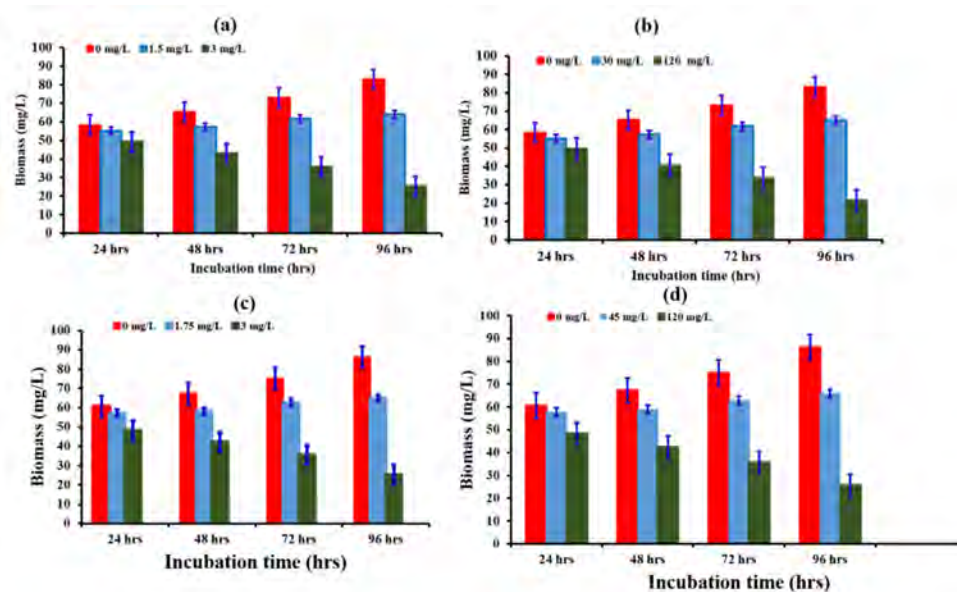 (a)
0 mg/L 1.5 mg/L 3 mg/L
100
90
80
70
60
50
40
30
20
10
0
Biomass (mg/L)
24 hrs 48 hrs 72 hrs 96 hrs
Incubation time (hrs)
(b)
0 mg/L 30 mg/L 120 mg/L
100
90
80
70
60
50
40
30
20
10
0
Biomass (mg/L)
24 hrs 48 hrs 72 hrs 96 hrs
Incubation time (hrs)
(c)
0 mg/L 1.75 mg/L 3 mg/L
100
90
80
70
60
50
40
30
20
10
0
Biomass (mg/L)
24 hrs 48 hrs 72 hrs 96 hrs
Incubation time (hrs)
(d)
0 mg/L 45 mg/L 120 mg/L
100
90
80
70
60
50
40
30
20
10
0
Biomass (mg/L)
24 hrs 48 hrs 72 hrs 96 hrs
Incubation time (hrs)